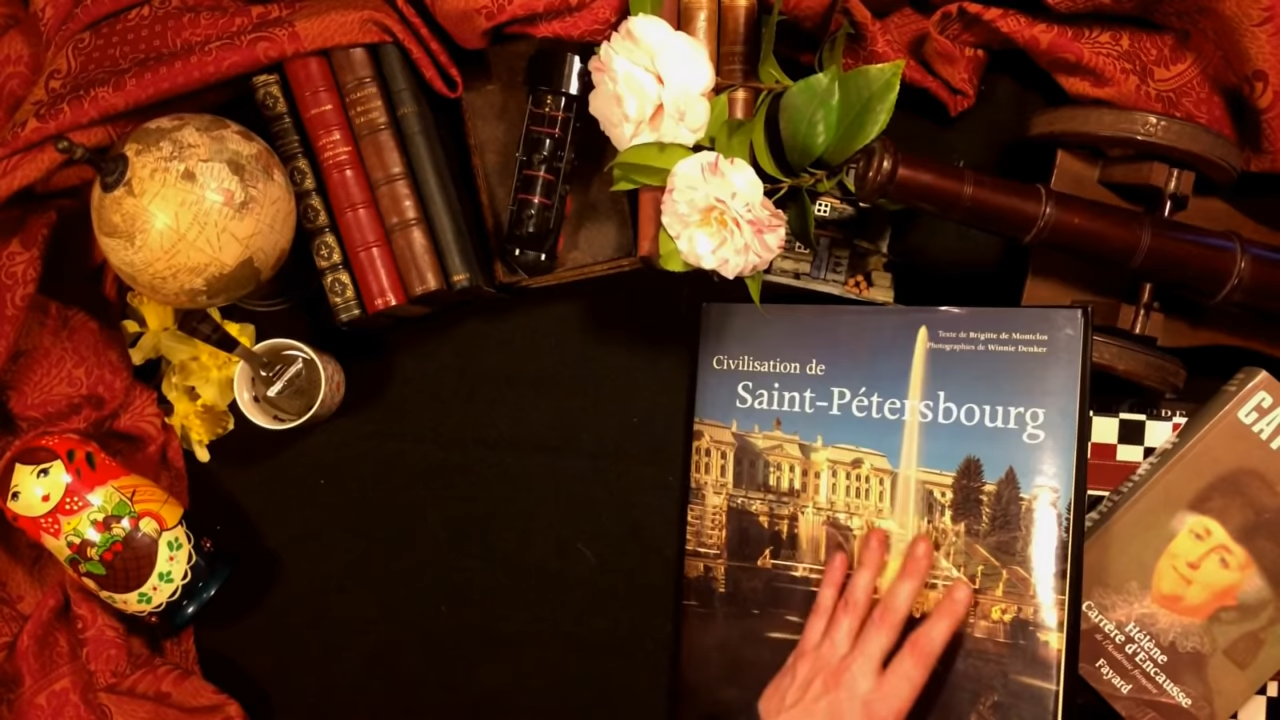 Texte de Brigitte de Montclos
Photographies de Winnie Denker
Civilisation de
Saint-Pétersbourg
Hélène
Carrère d'Encausse
de l'Académie française
Fayard